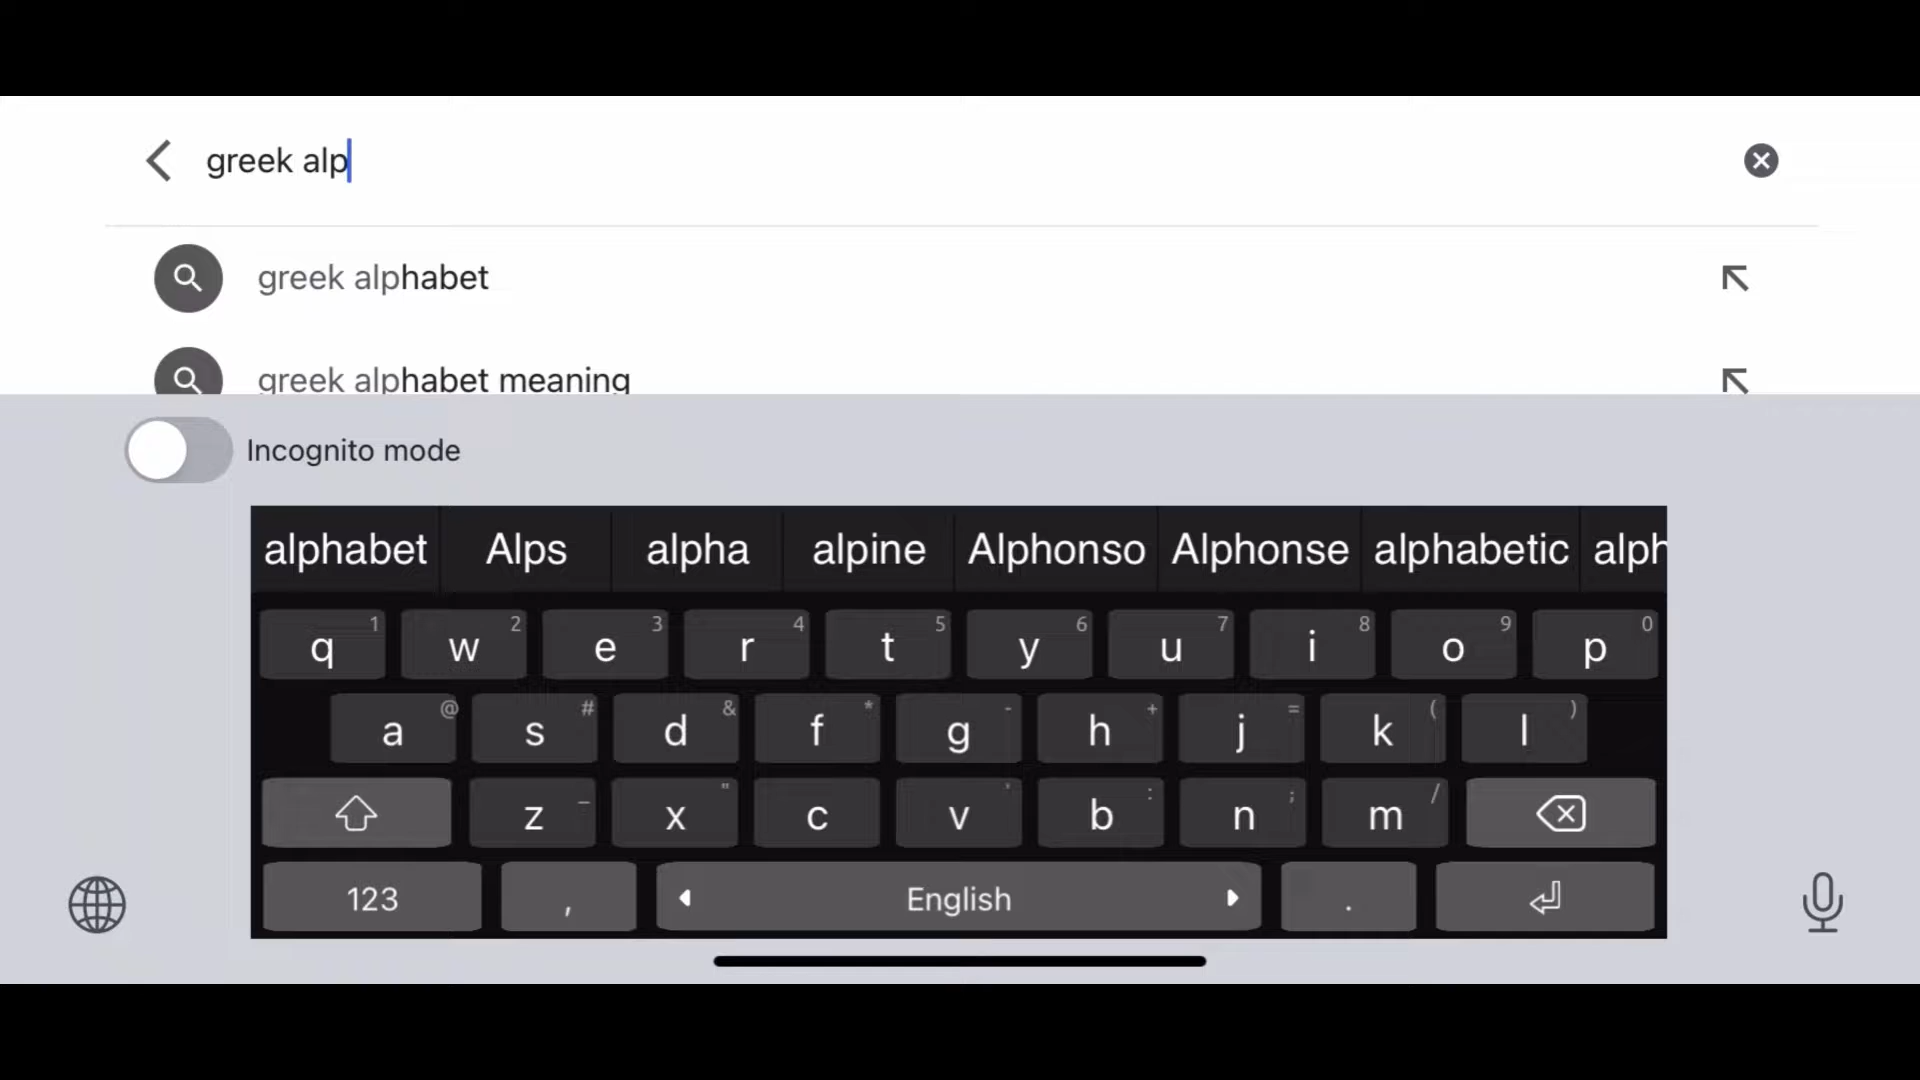 greek alp
greek alphabet
greek alphabet meaning
Incognito mode
alphabet Alps alpha alpine Alphonso Alphonse alphabetic alph
q 1 w 2 e 3 r 4 t 5 y 6 u 7 i 8 o 9 p 0
a @ s # d & f * g - h + j = k ( l )
z _ x " c v ' b : n ; m /
123 , English .